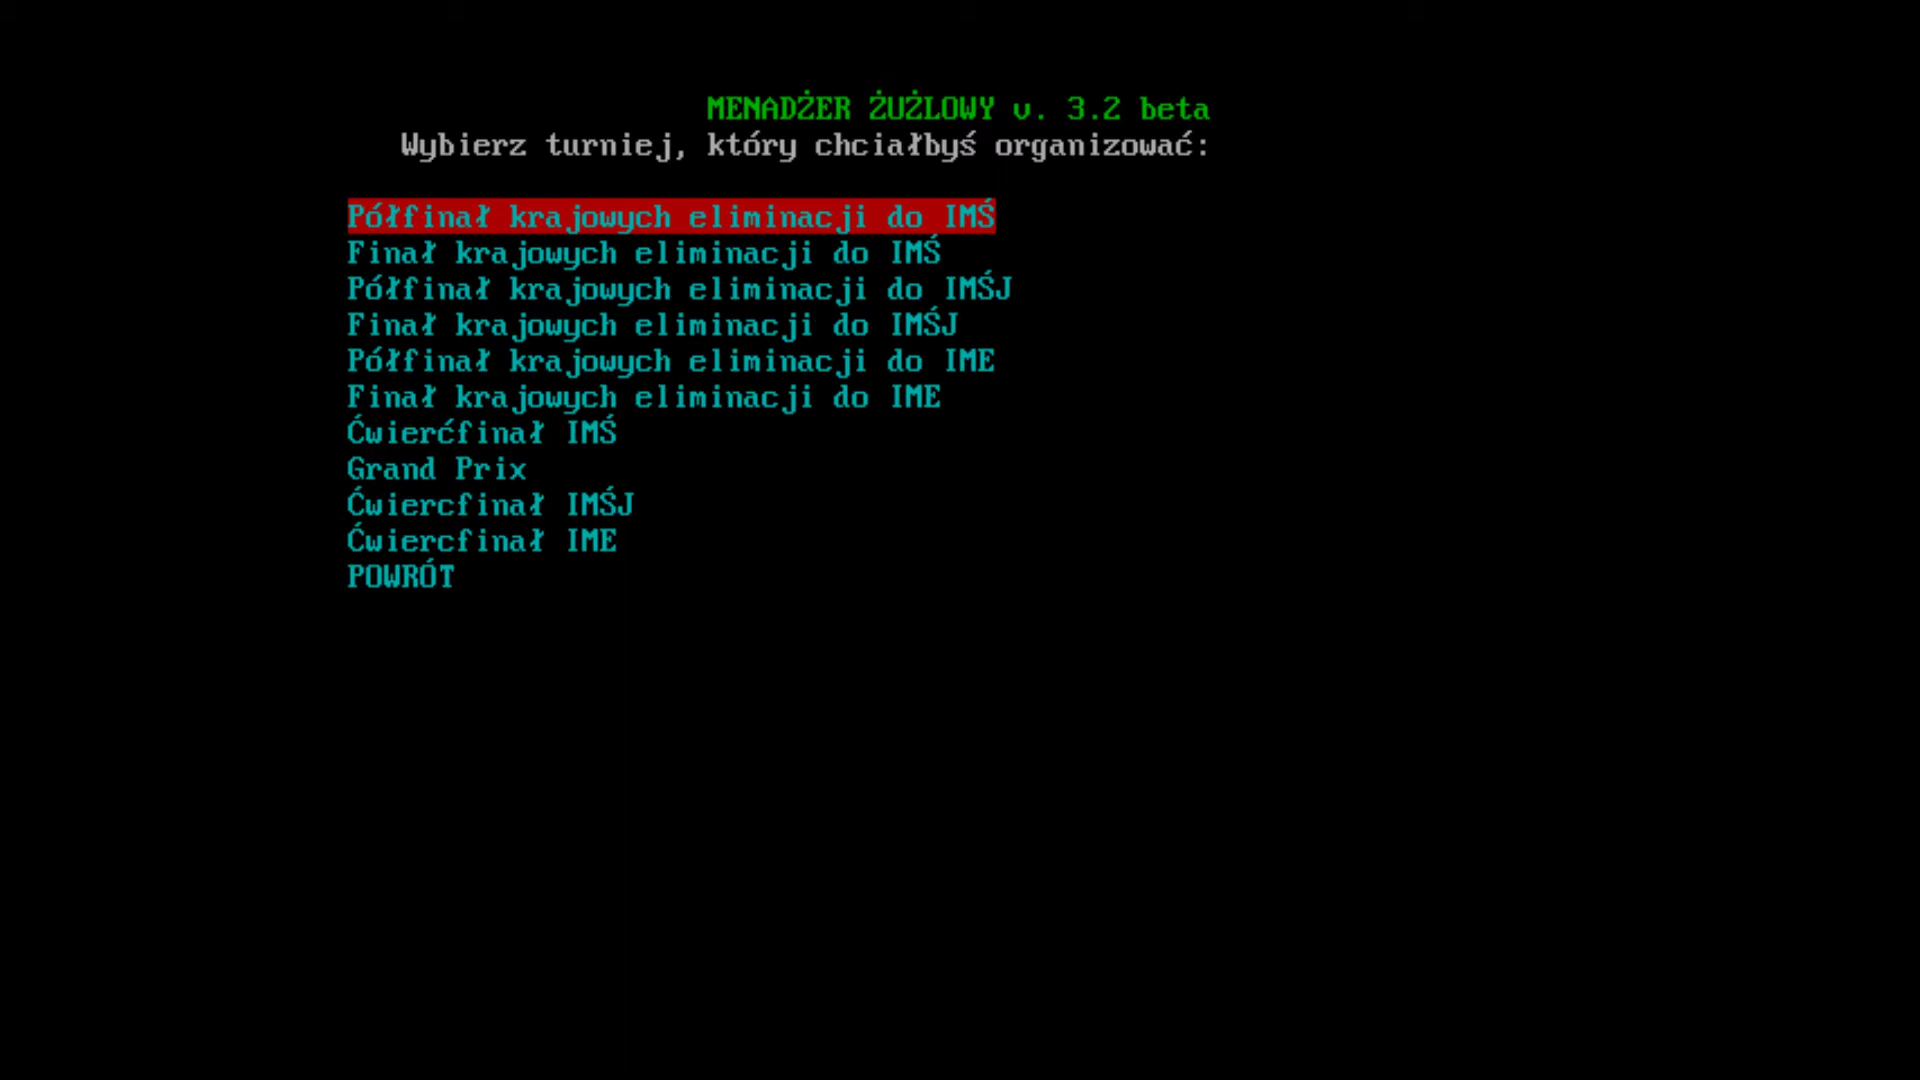 MENADŻER ŻUŻLOWY v. 3.2 beta
Wybierz turniej, który chciałbyś organizować:
Półfinał krajowych eliminacji do IMŚ
Finał krajowych eliminacji do IMŚ
Półfinał krajowych eliminacji do IMŚJ
Finał krajowych eliminacji do IMŚJ
Półfinał krajowych eliminacji do IME
Finał krajowych eliminacji do IME
Ćwierćfinał IMŚ
Grand Prix
Ćwiercfinał IMŚJ
Ćwiercfinał IME
POWRÓT